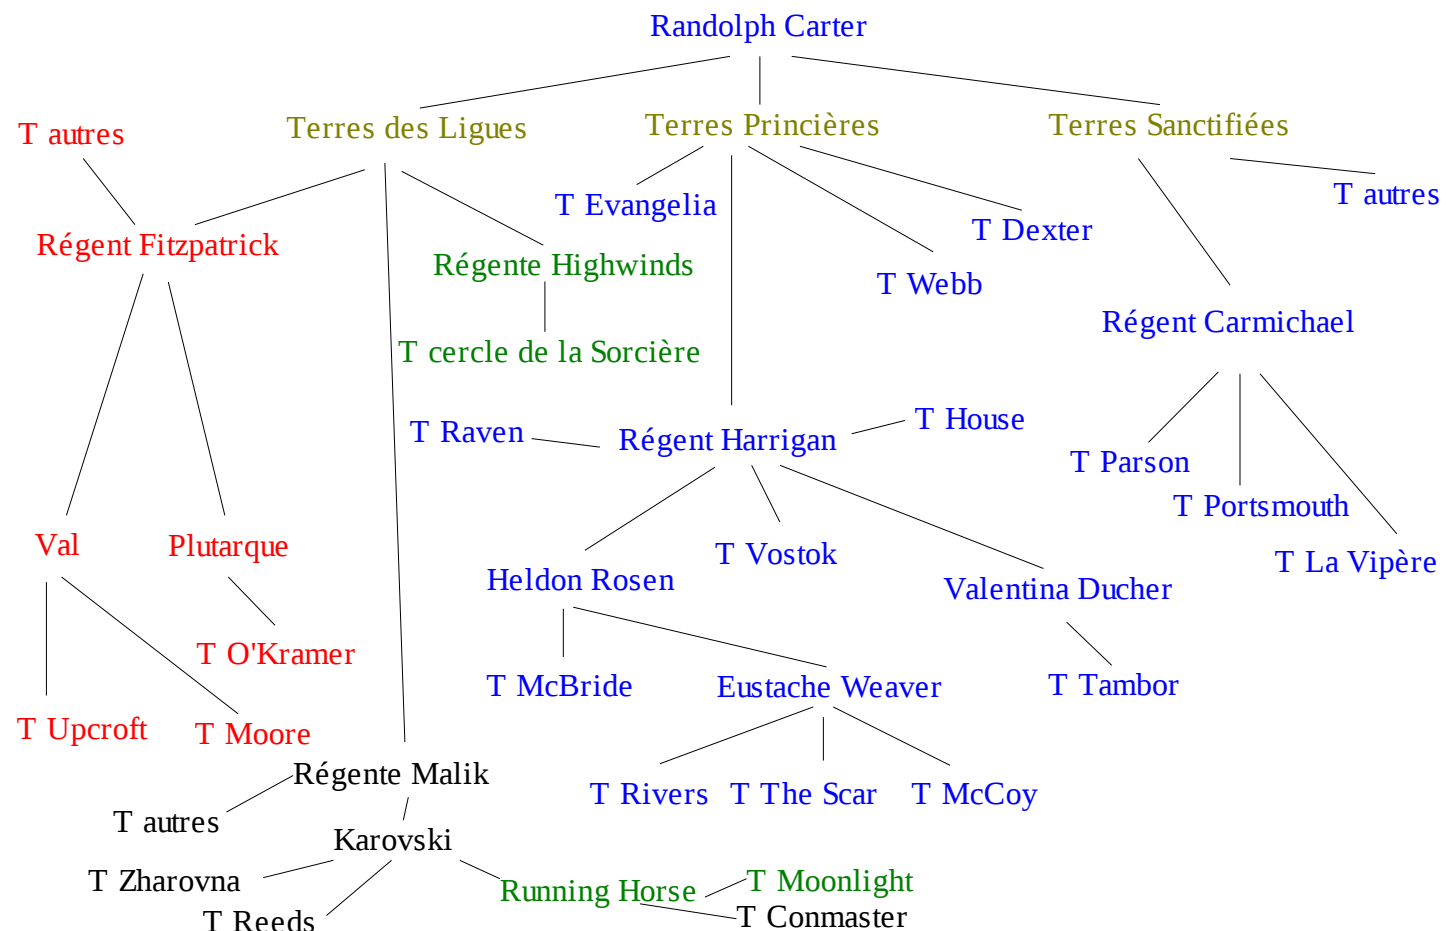 Randolph Carter
T autres
Terres des Ligues
Terres Princières
Terres Sanctifiées
T Evangelia
T autres
Régent Fitzpatrick
Régente Highwinds
T Dexter
T Webb
T cercle de la Sorcière
Régent Carmichael
T Raven
Régent Harrigan
T House
T Parson
T Portsmouth
Val
Plutarque
T Vostok
T La Vipère
Heldon Rosen
Valentina Ducher
T O'Kramer
T McBride
Eustache Weaver
T Tambor
T Upcroft
T Moore
Régente Malik
T Rivers
T The Scar
T McCoy
T autres
Karovski
T Zharovna
Running Horse
T Moonlight
T Reeds
T Conmaster